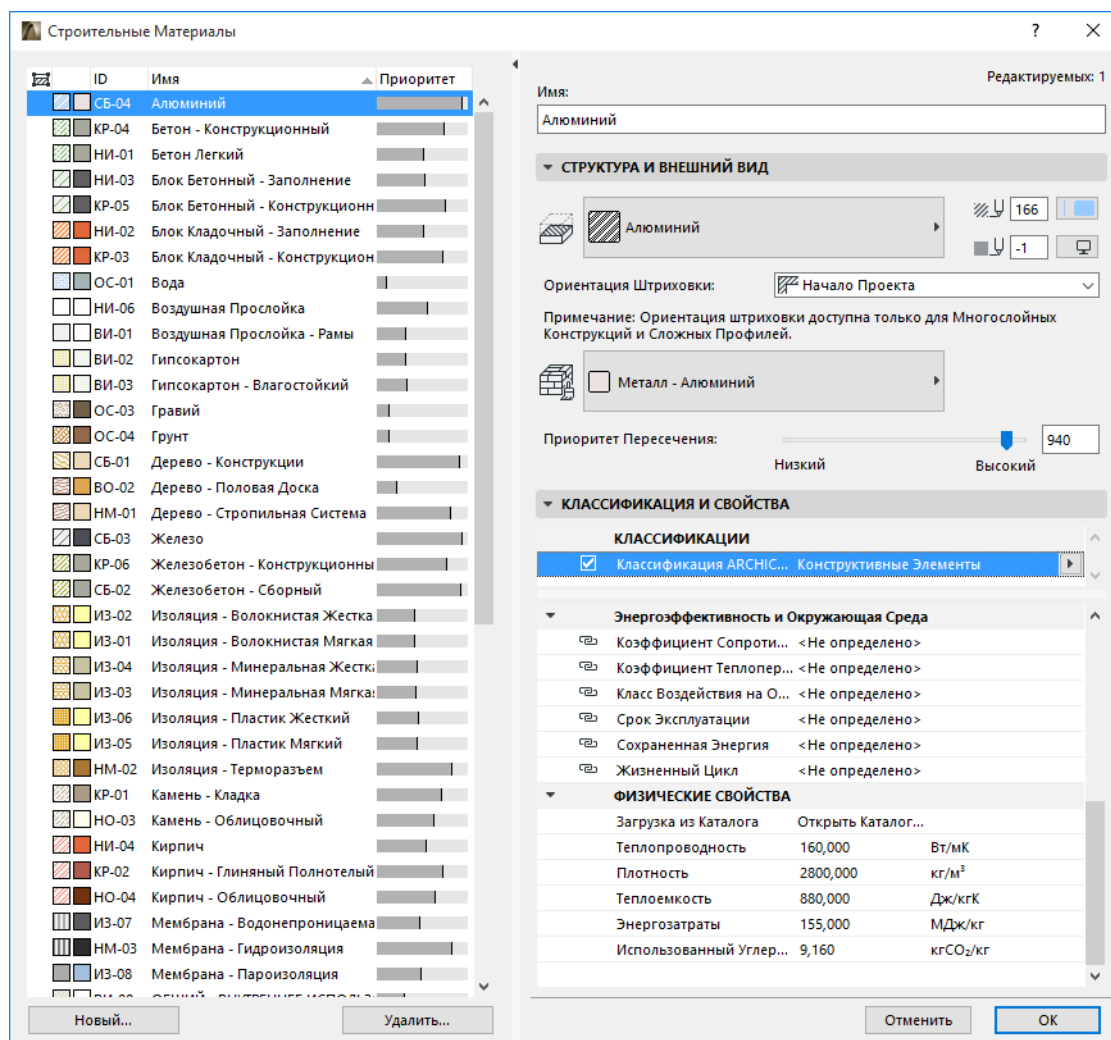 Строительные Материалы
?
ID Имя Приоритет
СБ-04 Алюминий
КР-04 Бетон - Конструкционный
НИ-01 Бетон Легкий
НИ-03 Блок Бетонный - Заполнение
КР-05 Блок Бетонный - Конструкционн
НИ-02 Блок Кладочный - Заполнение
КР-03 Блок Кладочный - Конструкцион
ОС-01 Вода
НИ-06 Воздушная Прослойка
ВИ-01 Воздушная Прослойка - Рамы
ВИ-02 Гипсокартон
ВИ-03 Гипсокартон - Влагостойкий
ОС-03 Гравий
ОС-04 Грунт
СБ-01 Дерево - Конструкции
ВО-02 Дерево - Половая Доска
НМ-01 Дерево - Стропильная Система
СБ-03 Железо
КР-06 Железобетон - Конструкционны
СБ-02 Железобетон - Сборный
ИЗ-02 Изоляция - Волокнистая Жестка
ИЗ-01 Изоляция - Волокнистая Мягкая
ИЗ-04 Изоляция - Минеральная Жестк
ИЗ-03 Изоляция - Минеральная Мягка
ИЗ-06 Изоляция - Пластик Жесткий
ИЗ-05 Изоляция - Пластик Мягкий
НМ-02 Изоляция - Терморазъем
КР-01 Камень - Кладка
НО-03 Камень - Облицовочный
НИ-04 Кирпич
КР-02 Кирпич - Глиняный Полнотелый
НО-04 Кирпич - Облицовочный
ИЗ-07 Мембрана - Водонепроницаема
НМ-03 Мембрана - Гидроизоляция
ИЗ-08 Мембрана - Пароизоляция
Новый...
Удалить...
Редактируемых: 1
Имя:
Алюминий
СТРУКТУРА И ВНЕШНИЙ ВИД
Алюминий
166
-1
Ориентация Штриховки: Начало Проекта
Примечание: Ориентация штриховки доступна только для Многослойных
Конструкций и Сложных Профилей.
Металл - Алюминий
Приоритет Пересечения: 940
Низкий Высокий
КЛАССИФИКАЦИЯ И СВОЙСТВА
КЛАССИФИКАЦИИ
Классификация ARCHIC... Конструктивные Элементы
Энергоэффективность и Окружающая Среда
Коэффициент Сопроти... <Не определено>
Коэффициент Теплопер... <Не определено>
Класс Воздействия на О... <Не определено>
Срок Эксплуатации <Не определено>
Сохраненная Энергия <Не определено>
Жизненный Цикл <Не определено>
ФИЗИЧЕСКИЕ СВОЙСТВА
Загрузка из Каталога Открыть Каталог...
Теплопроводность 160,000 Вт/мК
Плотность 2800,000 кг/м³
Теплоемкость 880,000 Дж/кгК
Энергозатраты 155,000 МДж/кг
Использованный Углер... 9,160 кгCO₂/кг
Отменить
ОК